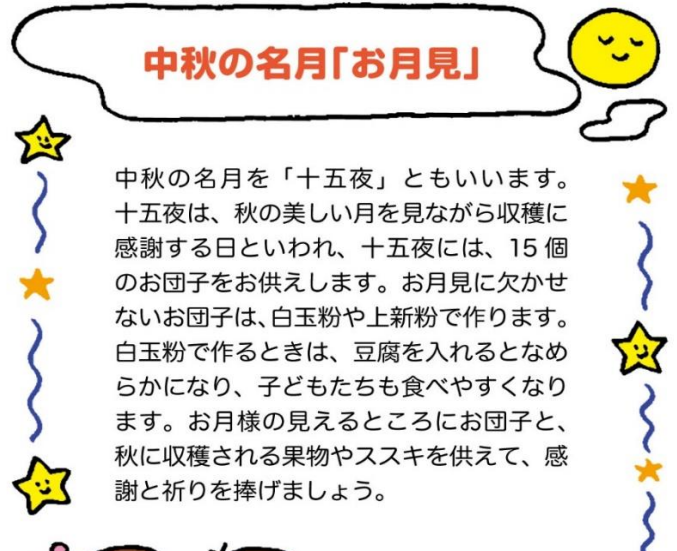 中秋の名月「お月見」
中秋の名月を「十五夜」ともいいます。
十五夜は、秋の美しい月を見ながら収穫に
感謝する日といわれ、十五夜には、15 個
のお団子をお供えします。お月見に欠かせ
ないお団子は、白玉粉や上新粉で作ります。
白玉粉で作るときは、豆腐を入れるとなめ
らかになり、子どもたちも食べやすくなり
ます。お月様の見えるところにお団子と、
秋に収穫される果物やススキを供えて、感
謝と祈りを捧げましょう。